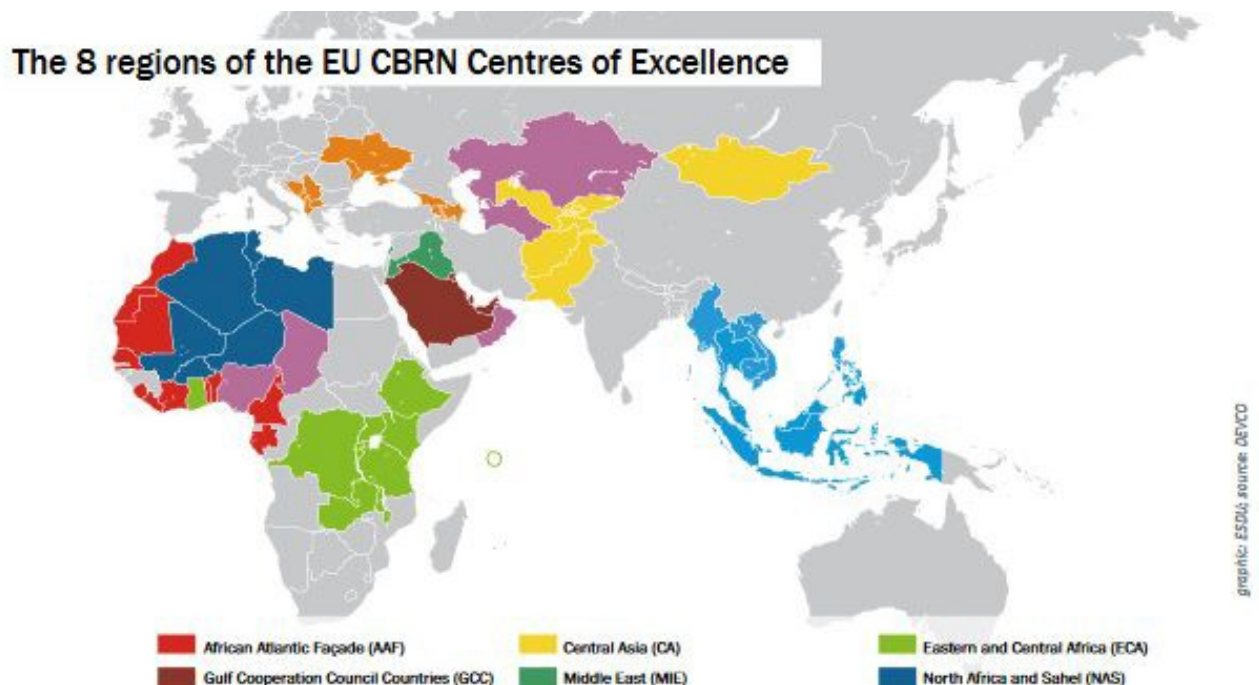 The 8 regions of the EU CBRN Centres of Excellence
graphic: ESDU; source: DEVCO
African Atlantic Façade (AAF)
Central Asia (CA)
Eastern and Central Africa (ECA)
Gulf Cooperation Council Countries (GCC)
Middle East (MIE)
North Africa and Sahel (NAS)